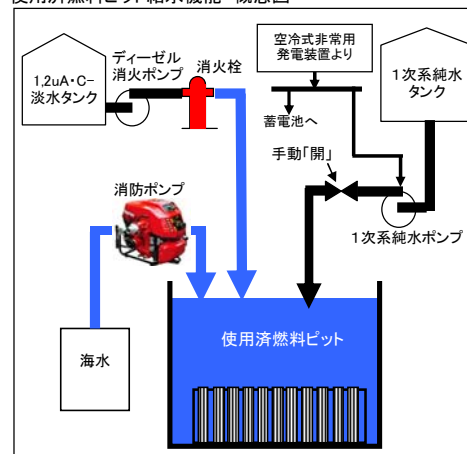 使用済燃料ピット給水機能 概念図
ディーゼル
消火ポンプ
消火栓
1,2uA・C-
淡水タンク
空冷式非常用
発電装置より
1次系純水
タンク
蓄電池へ
手動「開」
1次系純水ポンプ
消防ポンプ
海水
使用済燃料ピット